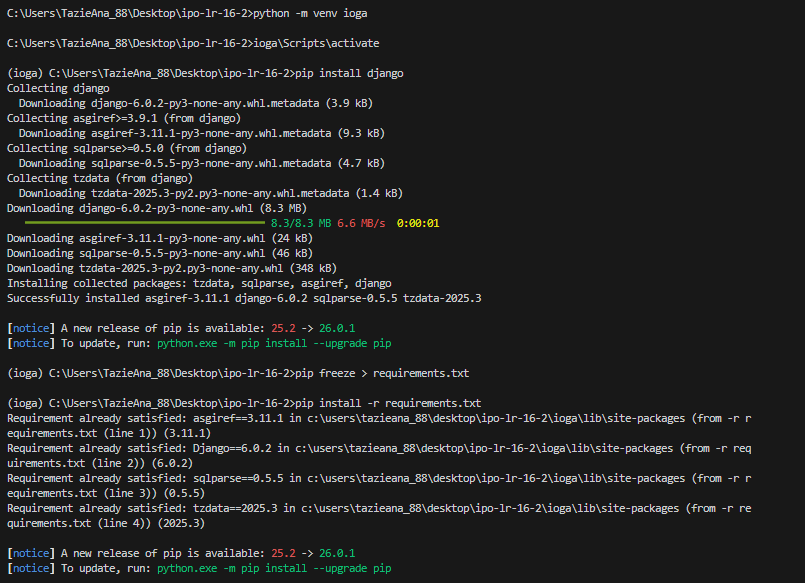 C:\Users\TazieAna_88\Desktop\ipo-lr-16-2>python -m venv ioga
C:\Users\TazieAna_88\Desktop\ipo-lr-16-2>ioga\Scripts\activate
(ioga) C:\Users\TazieAna_88\Desktop\ipo-lr-16-2>pip install django
Collecting django
  Downloading django-6.0.2-py3-none-any.whl.metadata (3.9 kB)
Collecting asgiref>=3.9.1 (from django)
  Downloading asgiref-3.11.1-py3-none-any.whl.metadata (9.3 kB)
Collecting sqlparse>=0.5.0 (from django)
  Downloading sqlparse-0.5.5-py3-none-any.whl.metadata (4.7 kB)
Collecting tzdata (from django)
  Downloading tzdata-2025.3-py2.py3-none-any.whl.metadata (1.4 kB)
Downloading django-6.0.2-py3-none-any.whl (8.3 MB)
8.3/8.3 MB 6.6 MB/s  0:00:01
Downloading asgiref-3.11.1-py3-none-any.whl (24 kB)
Downloading sqlparse-0.5.5-py3-none-any.whl (46 kB)
Downloading tzdata-2025.3-py2.py3-none-any.whl (348 kB)
Installing collected packages: tzdata, sqlparse, asgiref, django
Successfully installed asgiref-3.11.1 django-6.0.2 sqlparse-0.5.5 tzdata-2025.3
[notice] A new release of pip is available: 25.2 -> 26.0.1
[notice] To update, run: python.exe -m pip install --upgrade pip
(ioga) C:\Users\TazieAna_88\Desktop\ipo-lr-16-2>pip freeze > requirements.txt
(ioga) C:\Users\TazieAna_88\Desktop\ipo-lr-16-2>pip install -r requirements.txt
Requirement already satisfied: asgiref==3.11.1 in c:\users\tazieana_88\desktop\ipo-lr-16-2\ioga\lib\site-packages (from -r r
equirements.txt (line 1)) (3.11.1)
Requirement already satisfied: Django==6.0.2 in c:\users\tazieana_88\desktop\ipo-lr-16-2\ioga\lib\site-packages (from -r req
uirements.txt (line 2)) (6.0.2)
Requirement already satisfied: sqlparse==0.5.5 in c:\users\tazieana_88\desktop\ipo-lr-16-2\ioga\lib\site-packages (from -r r
equirements.txt (line 3)) (0.5.5)
Requirement already satisfied: tzdata==2025.3 in c:\users\tazieana_88\desktop\ipo-lr-16-2\ioga\lib\site-packages (from -r re
quirements.txt (line 4)) (2025.3)
[notice] A new release of pip is available: 25.2 -> 26.0.1
[notice] To update, run: python.exe -m pip install --upgrade pip